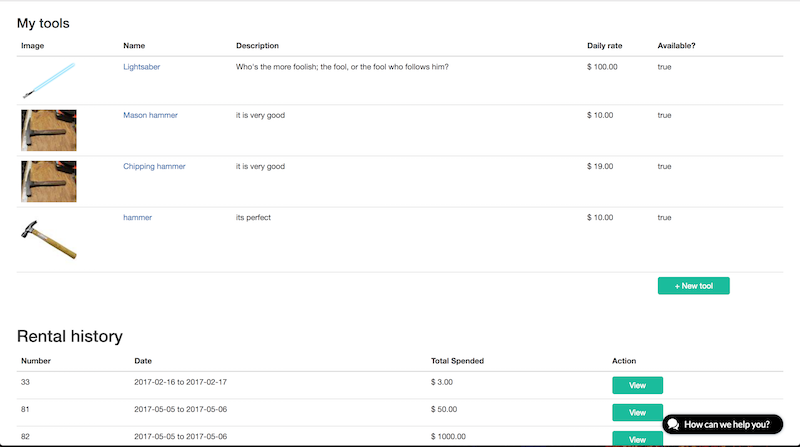 My tools
Image Name Description Daily rate Available?
Lightsaber Who's the more foolish; the fool, or the fool who follows him? $ 100.00 true
Mason hammer it is very good $ 10.00 true
Chipping hammer it is very good $ 19.00 true
hammer its perfect $ 10.00 true
+ New tool
Rental history
Number Date Total Spended Action
33 2017-02-16 to 2017-02-17 $ 3.00 View
81 2017-05-05 to 2017-05-06 $ 50.00 View
82 2017-05-05 to 2017-05-06 $ 1000.00 View
How can we help you?